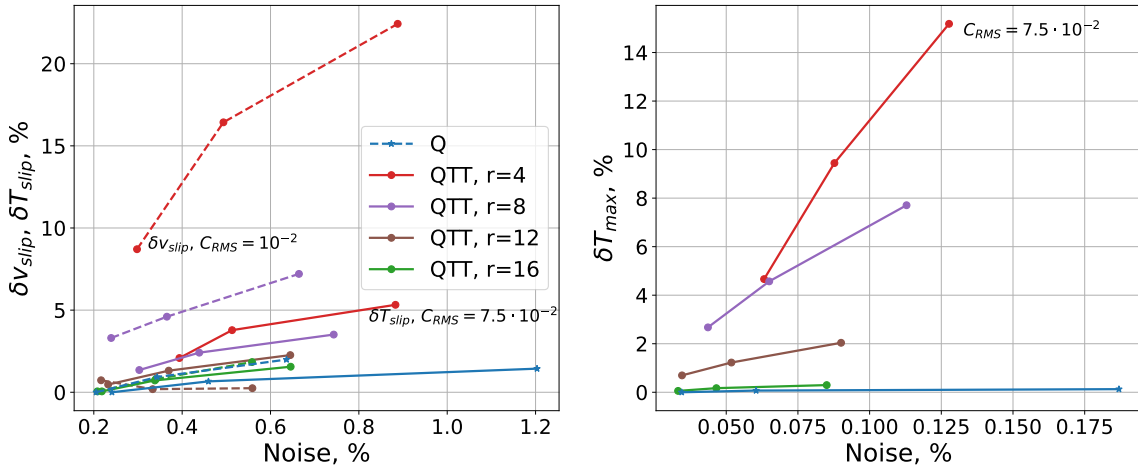 δv_slip, δT_slip, %
20
15
10
5
0
0.2 0.4 0.6 0.8 1.0 1.2
Noise, %
Q
QTT, r=4
QTT, r=8
QTT, r=12
QTT, r=16
δv_slip, C_RMS = 10^-2
δT_slip, C_RMS = 7.5 · 10^-2
δT_max, %
14
12
10
8
6
4
2
0
0.050 0.075 0.100 0.125 0.150 0.175
Noise, %
C_RMS = 7.5 · 10^-2